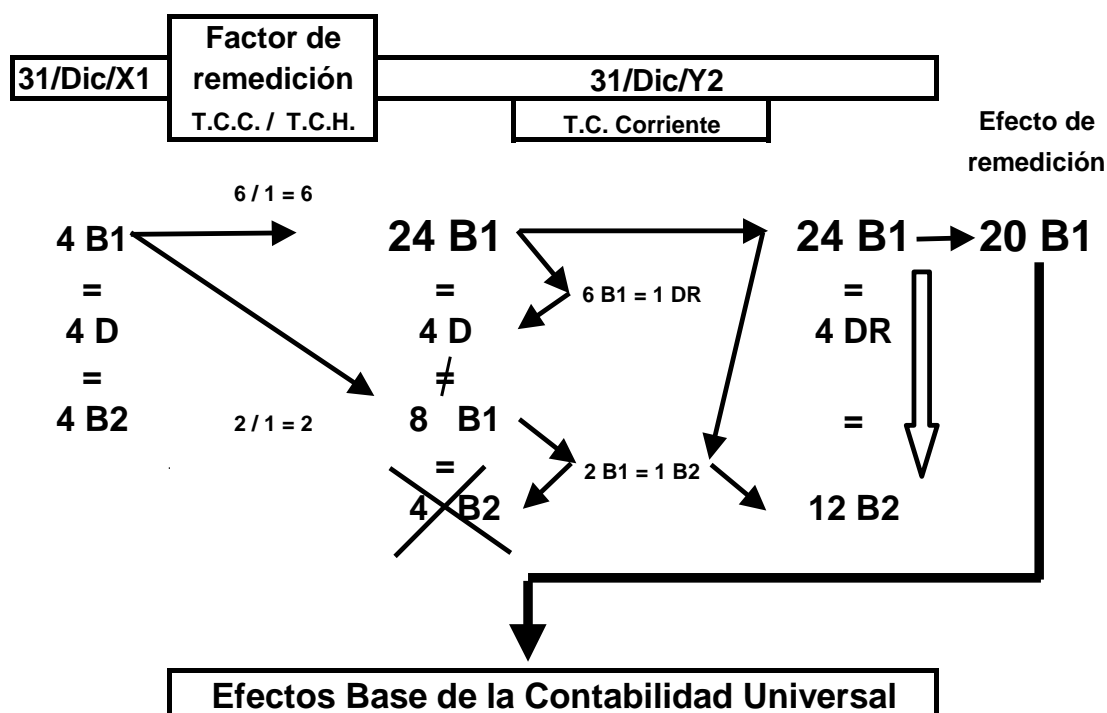 Factor de
remedición
T.C.C. / T.C.H.
31/Dic/X1
31/Dic/Y2
T.C. Corriente
Efecto de
remedición
6 / 1 = 6
4 B1
24 B1
24 B1
20 B1
=
=
6 B1 = 1 DR
=
4 D
4 D
4 DR
=
≠
4 B2
2 / 1 = 2
8 B1
=
=
2 B1 = 1 B2
4 B2
12 B2
Efectos Base de la Contabilidad Universal